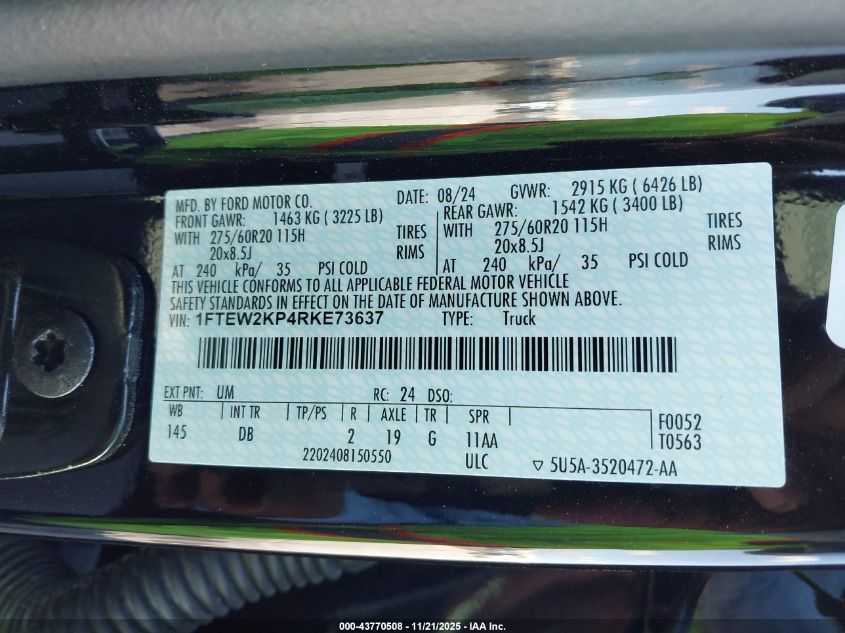 MFD. BY FORD MOTOR CO. DATE: 08/24 GVWR: 2915 KG ( 6426 LB)
FRONT GAWR: 1463 KG ( 3225 LB) REAR GAWR: 1542 KG ( 3400 LB)
WITH 275/60R20 115H TIRES WITH 275/60R20 115H TIRES
20x8.5J RIMS 20x8.5J RIMS
AT 240 kPa/ 35 PSI COLD AT 240 kPa/ 35 PSI COLD
THIS VEHICLE CONFORMS TO ALL APPLICABLE FEDERAL MOTOR VEHICLE
SAFETY STANDARDS IN EFFECT ON THE DATE OF MANUFACTURE SHOWN ABOVE.
VIN: 1FTEW2KP4RKE73637 TYPE: Truck
EXT PNT: UM RC: 24 DSO:
WB INT TR TP/PS R AXLE TR SPR F0052
145 DB 2 19 G 11AA T0563
2202408150550 ULC ▽ 5U5A-3520472-AA
000-43770508 - 11/21/2025 - IAA Inc.